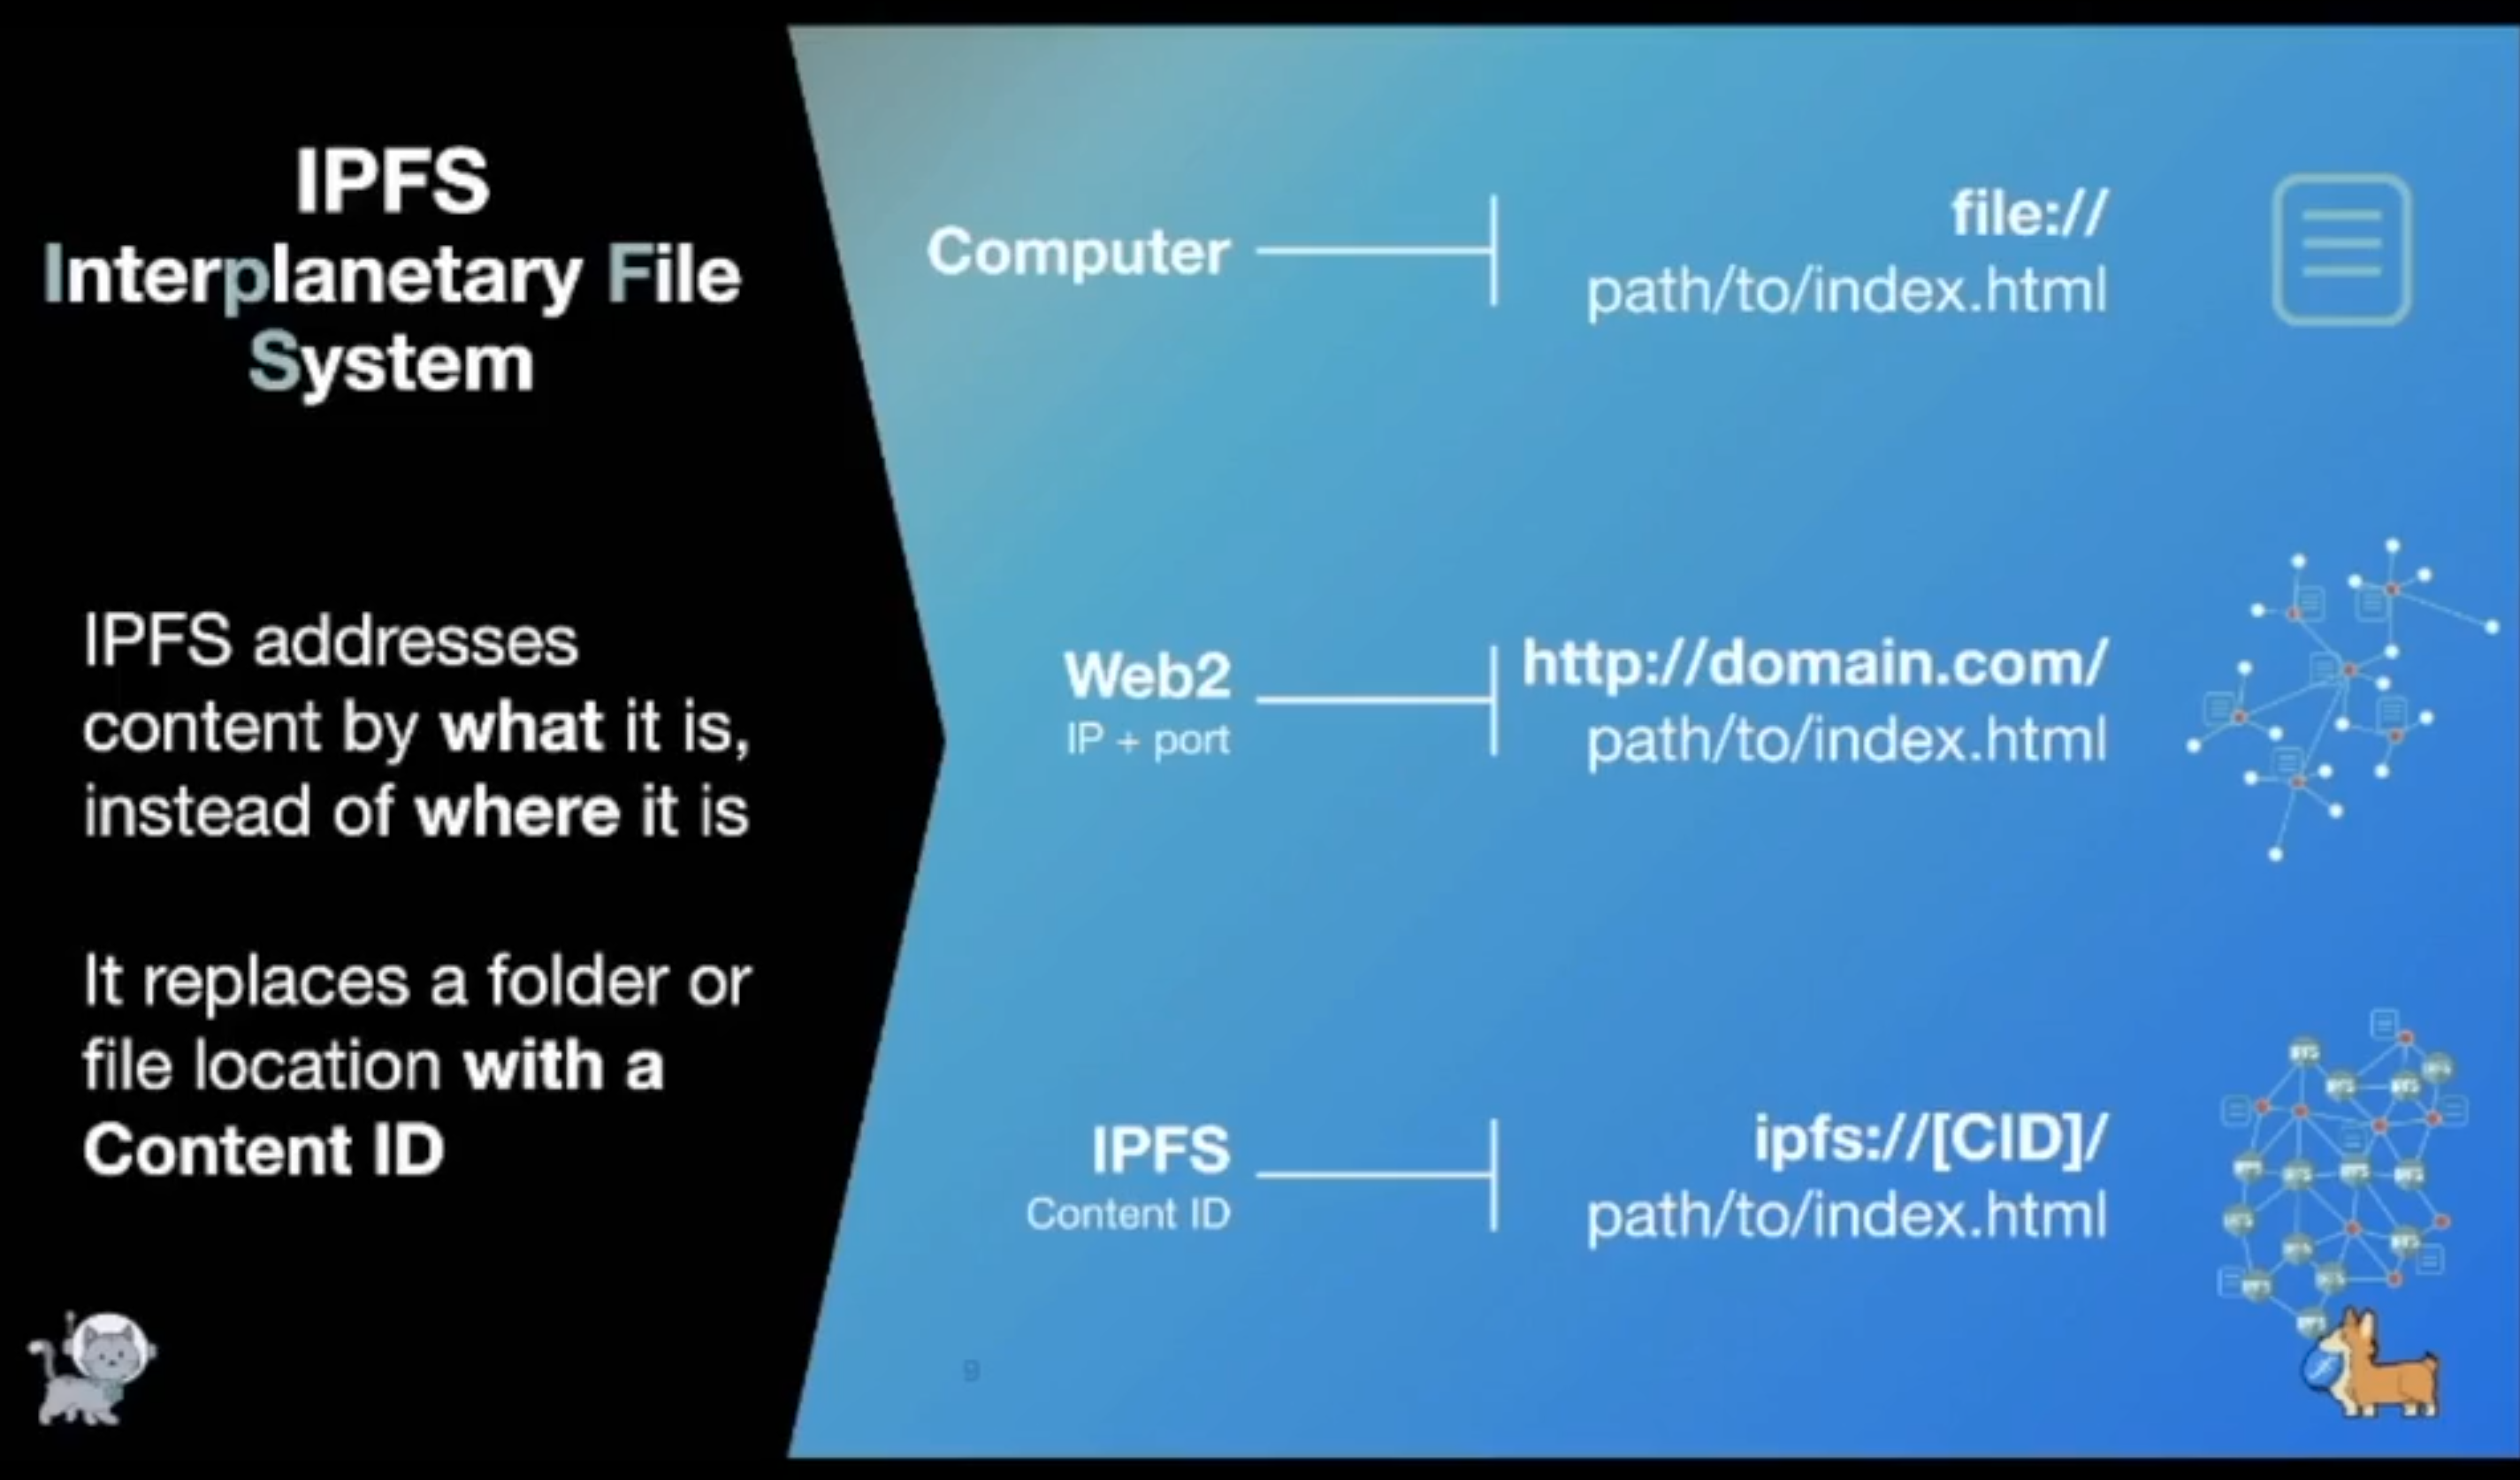 IPFS
Interplanetary File
System
IPFS addresses
content by what it is,
instead of where it is
It replaces a folder or
file location with a
Content ID
Computer
file://
path/to/index.html
Web2
IP + port
http://domain.com/
path/to/index.html
IPFS
Content ID
ipfs://[CID]/
path/to/index.html
9